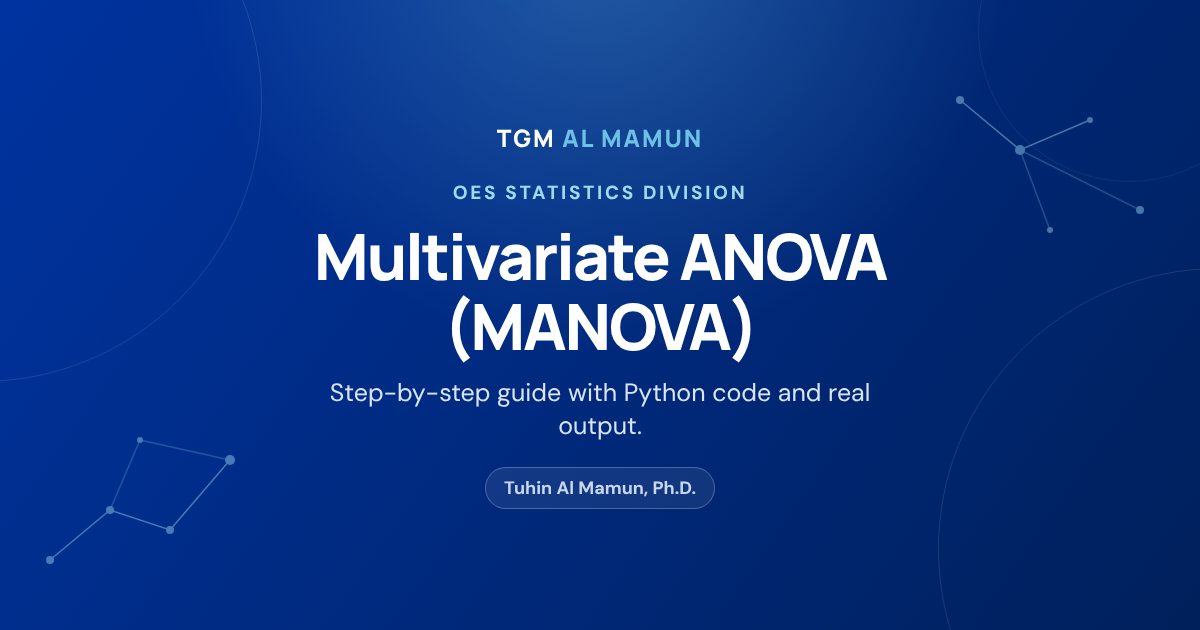 TGM AL MAMUN
OES STATISTICS DIVISION
Multivariate ANOVA
(MANOVA)
Step-by-step guide with Python code and real
output.
Tuhin Al Mamun, Ph.D.